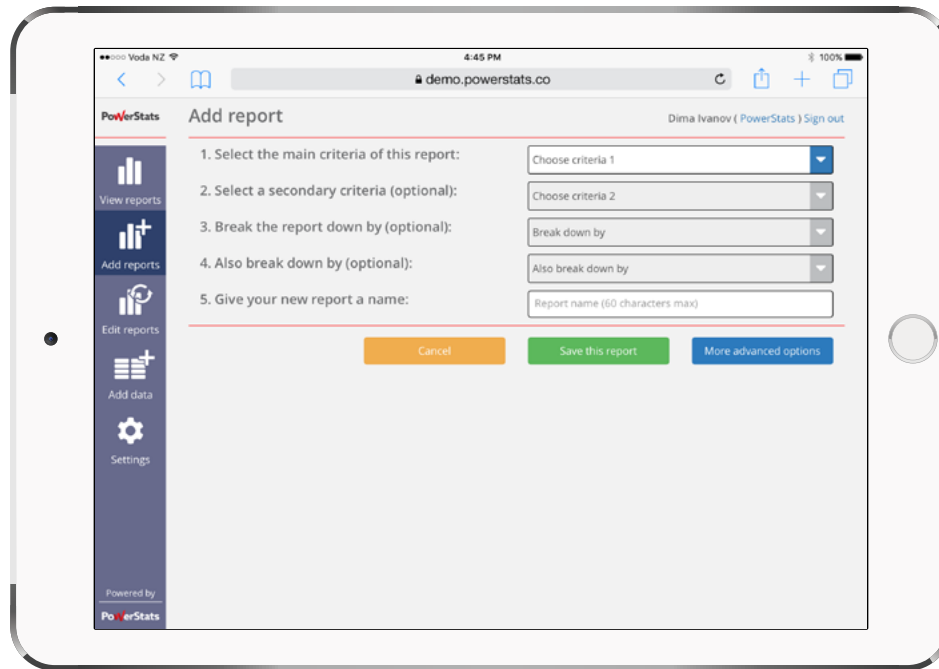 Voda NZ
4:45 PM
100%
demo.powerstats.co
PowerStats
Add report
Dima Ivanov ( PowerStats ) Sign out
View reports
Add reports
Edit reports
Add data
Settings
Powered by
PowerStats
1. Select the main criteria of this report:
Choose criteria 1
2. Select a secondary criteria (optional):
Choose criteria 2
3. Break the report down by (optional):
Break down by
4. Also break down by (optional):
Also break down by
5. Give your new report a name:
Report name (60 characters max)
Cancel
Save this report
More advanced options